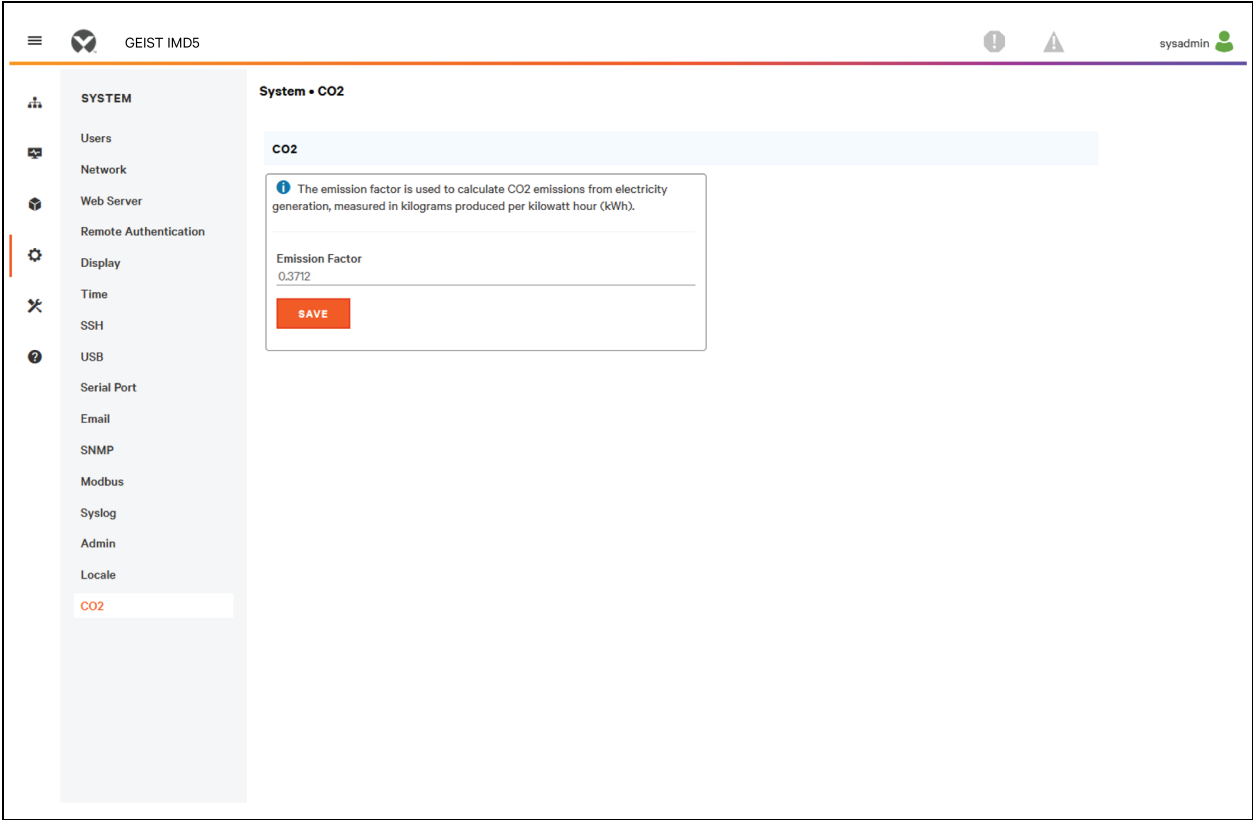 GEIST IMD5
sysadmin
SYSTEM
Users
Network
Web Server
Remote Authentication
Display
Time
SSH
USB
Serial Port
Email
SNMP
Modbus
Syslog
Admin
Locale
CO2
System • CO2
CO2
The emission factor is used to calculate CO2 emissions from electricity
generation, measured in kilograms produced per kilowatt hour (kWh).
Emission Factor
0.3712
SAVE